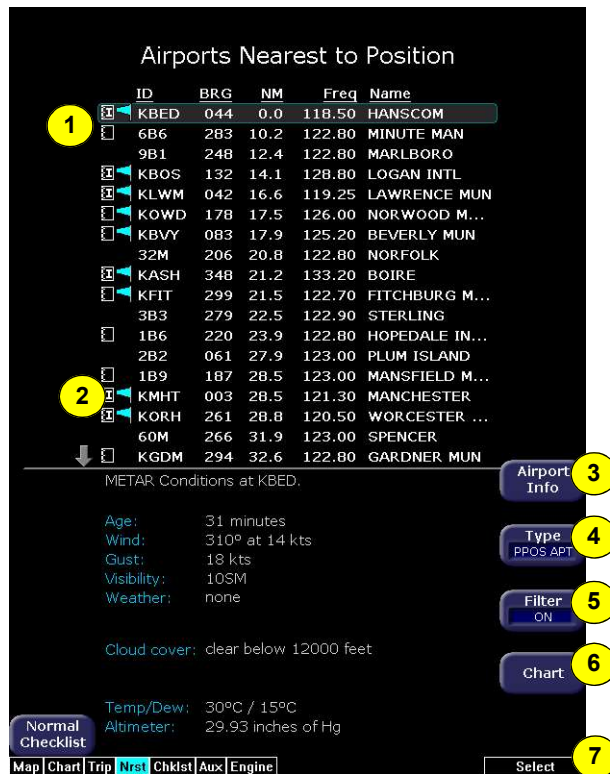 Airports Nearest to Position
ID BRG NM Freq Name
1
I KBED 044 0.0 118.50 HANSCOM
6B6 283 10.2 122.80 MINUTE MAN
9B1 248 12.4 122.80 MARLBORO
I KBOS 132 14.1 128.80 LOGAN INTL
I KLWM 042 16.6 119.25 LAWRENCE MUN
KOWD 178 17.5 126.00 NORWOOD M...
KBVY 083 17.9 125.20 BEVERLY MUN
32M 206 20.8 122.80 NORFOLK
I KASH 348 21.2 133.20 BOIRE
KFIT 299 21.5 122.70 FITCHBURG M...
3B3 279 22.5 122.90 STERLING
1B6 220 23.9 122.80 HOPEDALE IN...
2B2 061 27.9 123.00 PLUM ISLAND
1B9 187 28.5 123.00 MANSFIELD M...
2 I KMHT 003 28.5 121.30 MANCHESTER
I KORH 261 28.8 120.50 WORCESTER ...
60M 266 31.9 123.00 SPENCER
KGDM 294 32.6 122.80 GARDNER MUN
METAR Conditions at KBED.
Age: 31 minutes
Wind: 310º at 14 kts
Gust: 18 kts
Visibility: 10SM
Weather: none
Cloud cover: clear below 12000 feet
Temp/Dew: 30ºC / 15ºC
Altimeter: 29.93 inches of Hg
Airport
Info
3
Type
PPOS APT
4
Filter
ON
5
Chart
6
Normal
Checklist
Map Chart Trip Nrst Chklst Aux Engine
Select
7